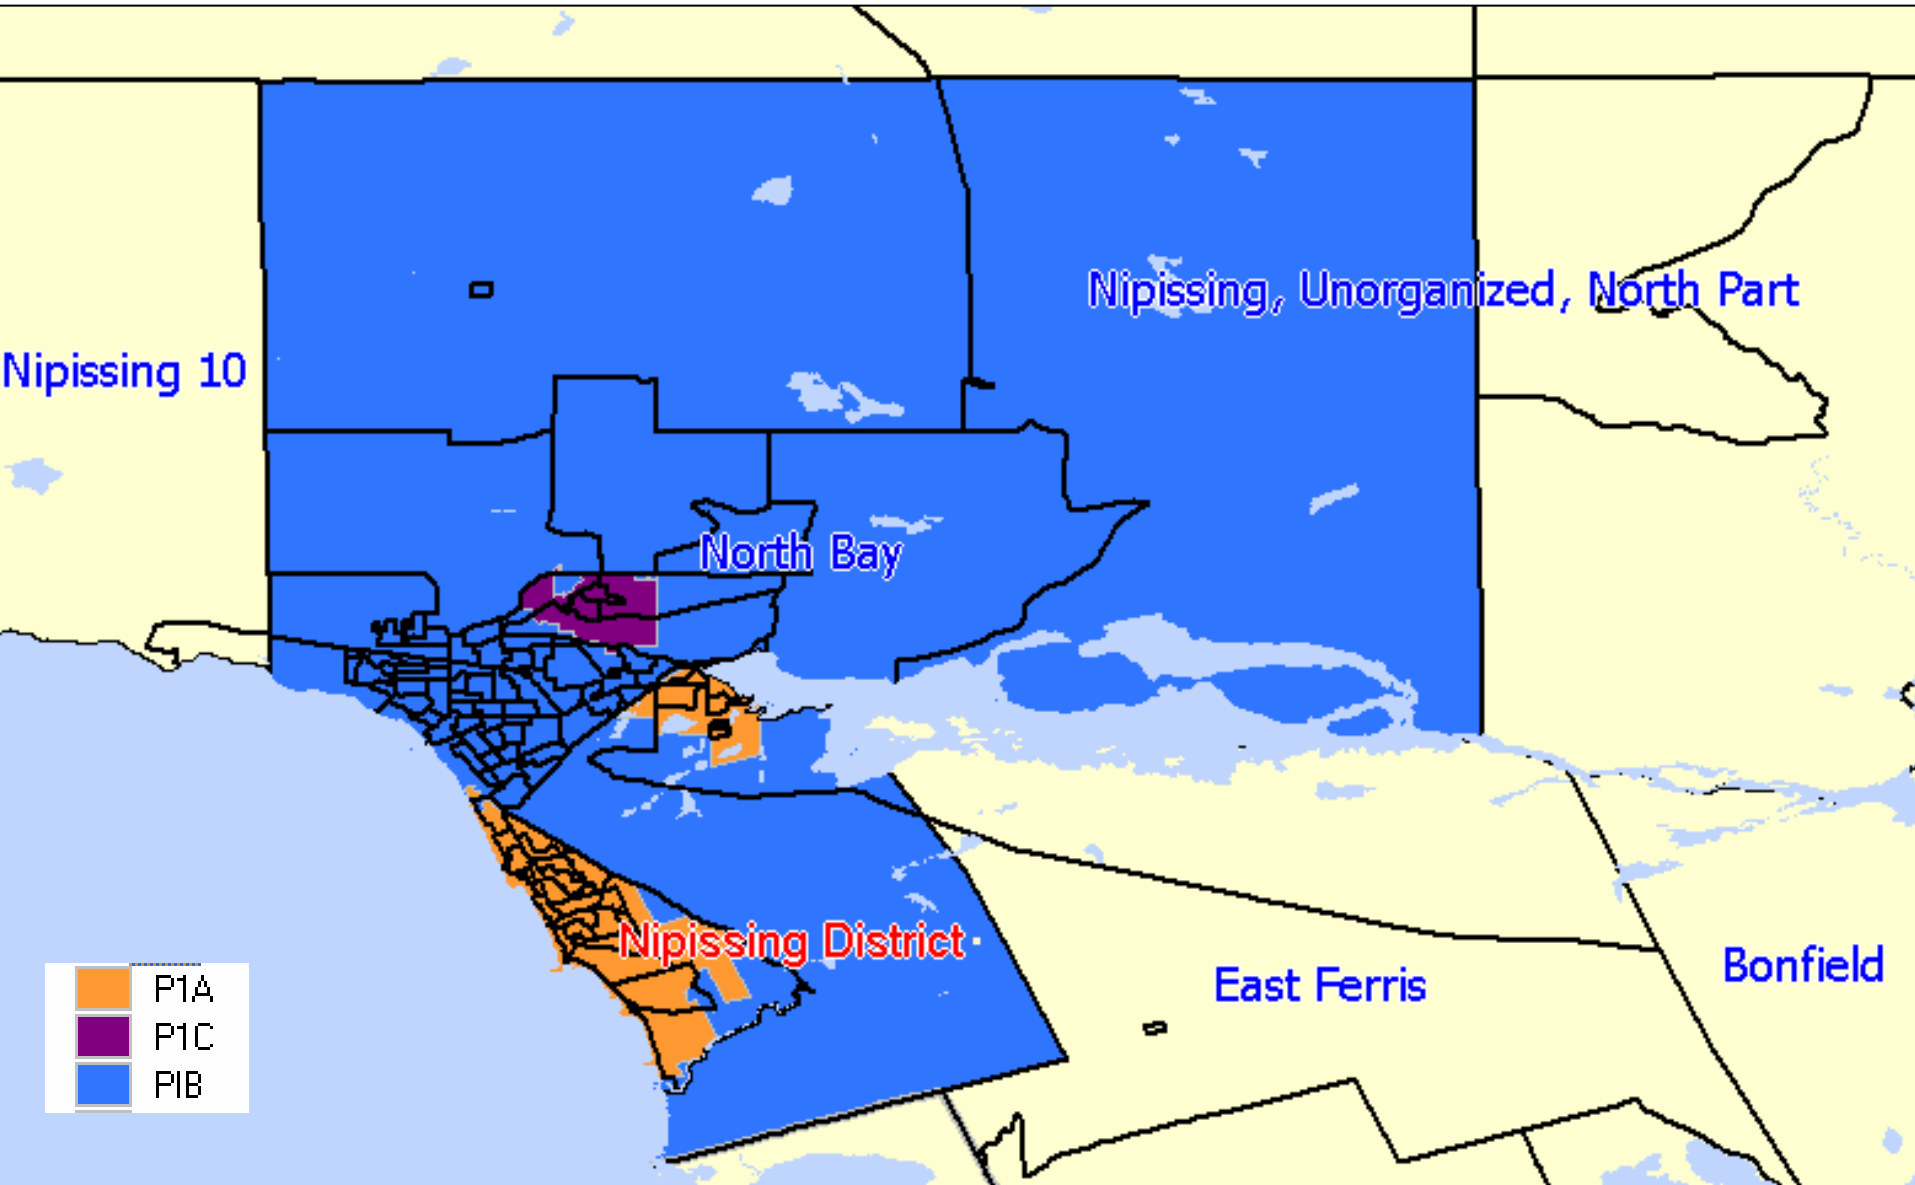 Nipissing, Unorganized, North Part
Nipissing 10
North Bay
Nipissing District
East Ferris
Bonfield
P1A
P1C
PIB